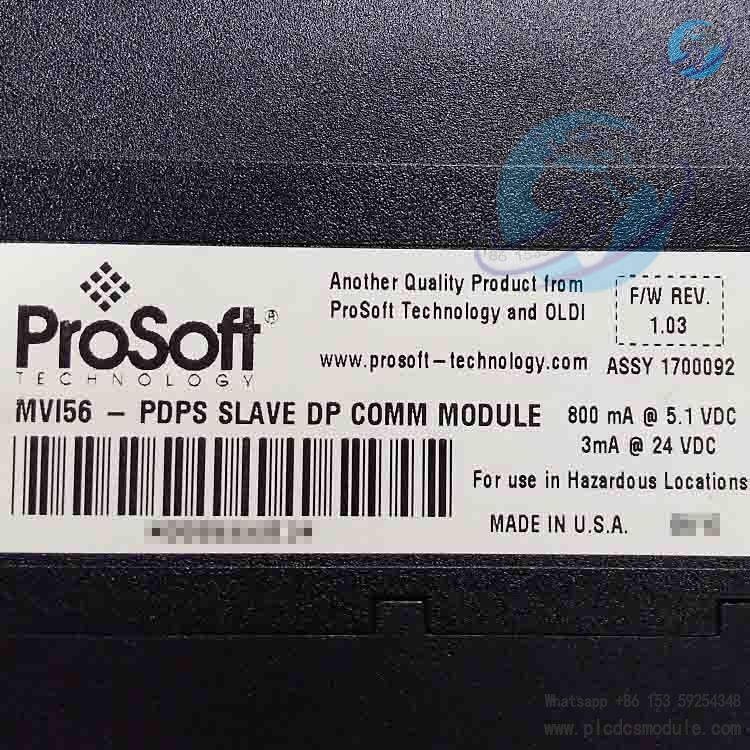 ProSoft®
TECHNOLOGY
Another Quality Product from
ProSoft Technology and OLDI
F/W REV.
1.03
www.prosoft-technology.com
ASSY 1700092
MVI56 - PDPS SLAVE DP COMM MODULE
800 mA @ 5.1 VDC
3mA @ 24 VDC
For use in Hazardous Locations
MADE IN U.S.A.
Whatsapp +86 153 59254348
www.plcdcsmodule.com